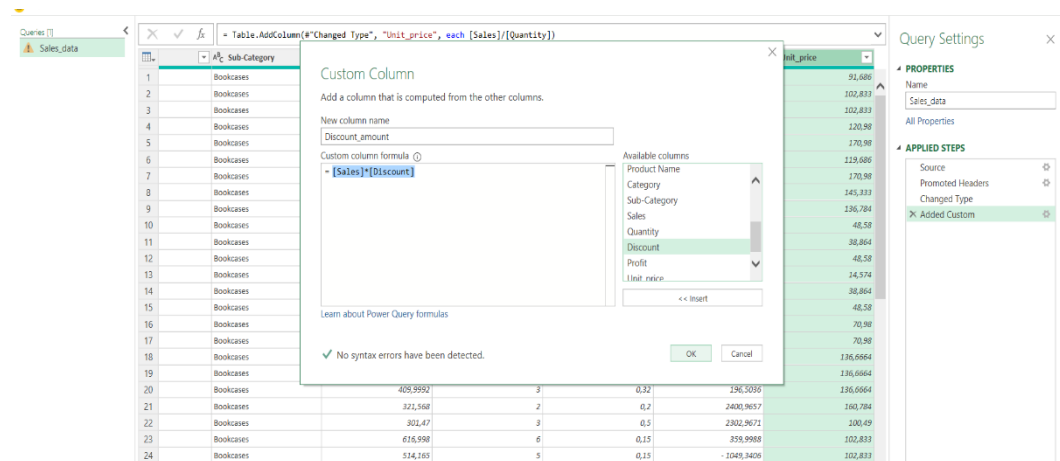 Queries [1]
Sales_data
fx = Table.AddColumn(#"Changed Type", "Unit_price", each [Sales]/[Quantity])
ABC Sub-Category
Unit_price
1 Bookcases 91,686
2 Bookcases 102,833
3 Bookcases 102,833
4 Bookcases 120,98
5 Bookcases 170,98
6 Bookcases 119,686
7 Bookcases 170,98
8 Bookcases 145,333
9 Bookcases 136,784
10 Bookcases 48,58
11 Bookcases 38,864
12 Bookcases 48,58
13 Bookcases 14,574
14 Bookcases 38,864
15 Bookcases 48,58
16 Bookcases 70,98
17 Bookcases 70,98
18 Bookcases 136,6664
19 Bookcases 136,6664
20 Bookcases 409,9992 3 0,32 196,5036 136,6664
21 Bookcases 321,568 2 0,2 2400,9657 160,784
22 Bookcases 301,47 3 0,5 2302,9671 100,49
23 Bookcases 616,998 6 0,15 359,9988 102,833
24 Bookcases 514,165 5 0,15 - 1049,3406 102,833
Custom Column
Add a column that is computed from the other columns.
New column name
Discount_amount
Custom column formula
= [Sales]*[Discount]
Available columns
Product Name
Category
Sub-Category
Sales
Quantity
Discount
Profit
Unit_price
<< Insert
Learn about Power Query formulas
No syntax errors have been detected.
OK
Cancel
Query Settings
PROPERTIES
Name
Sales_data
All Properties
APPLIED STEPS
Source
Promoted Headers
Changed Type
Added Custom